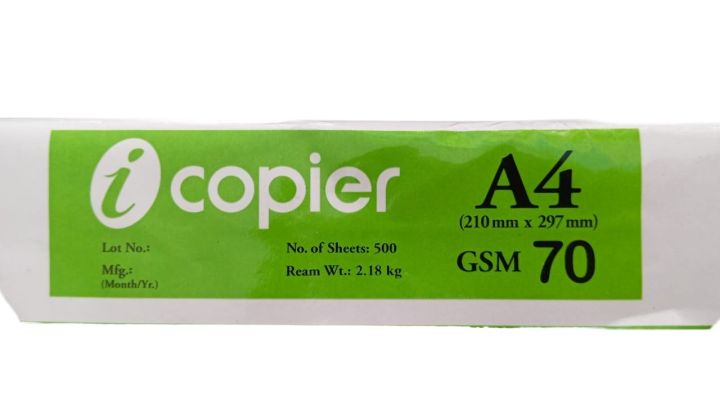 i copier
A4
(210 mm x 297 mm)
GSM 70
Lot No.:
No. of Sheets: 500
Mfg.:
(Month/Yr.)
Ream Wt.: 2.18 kg